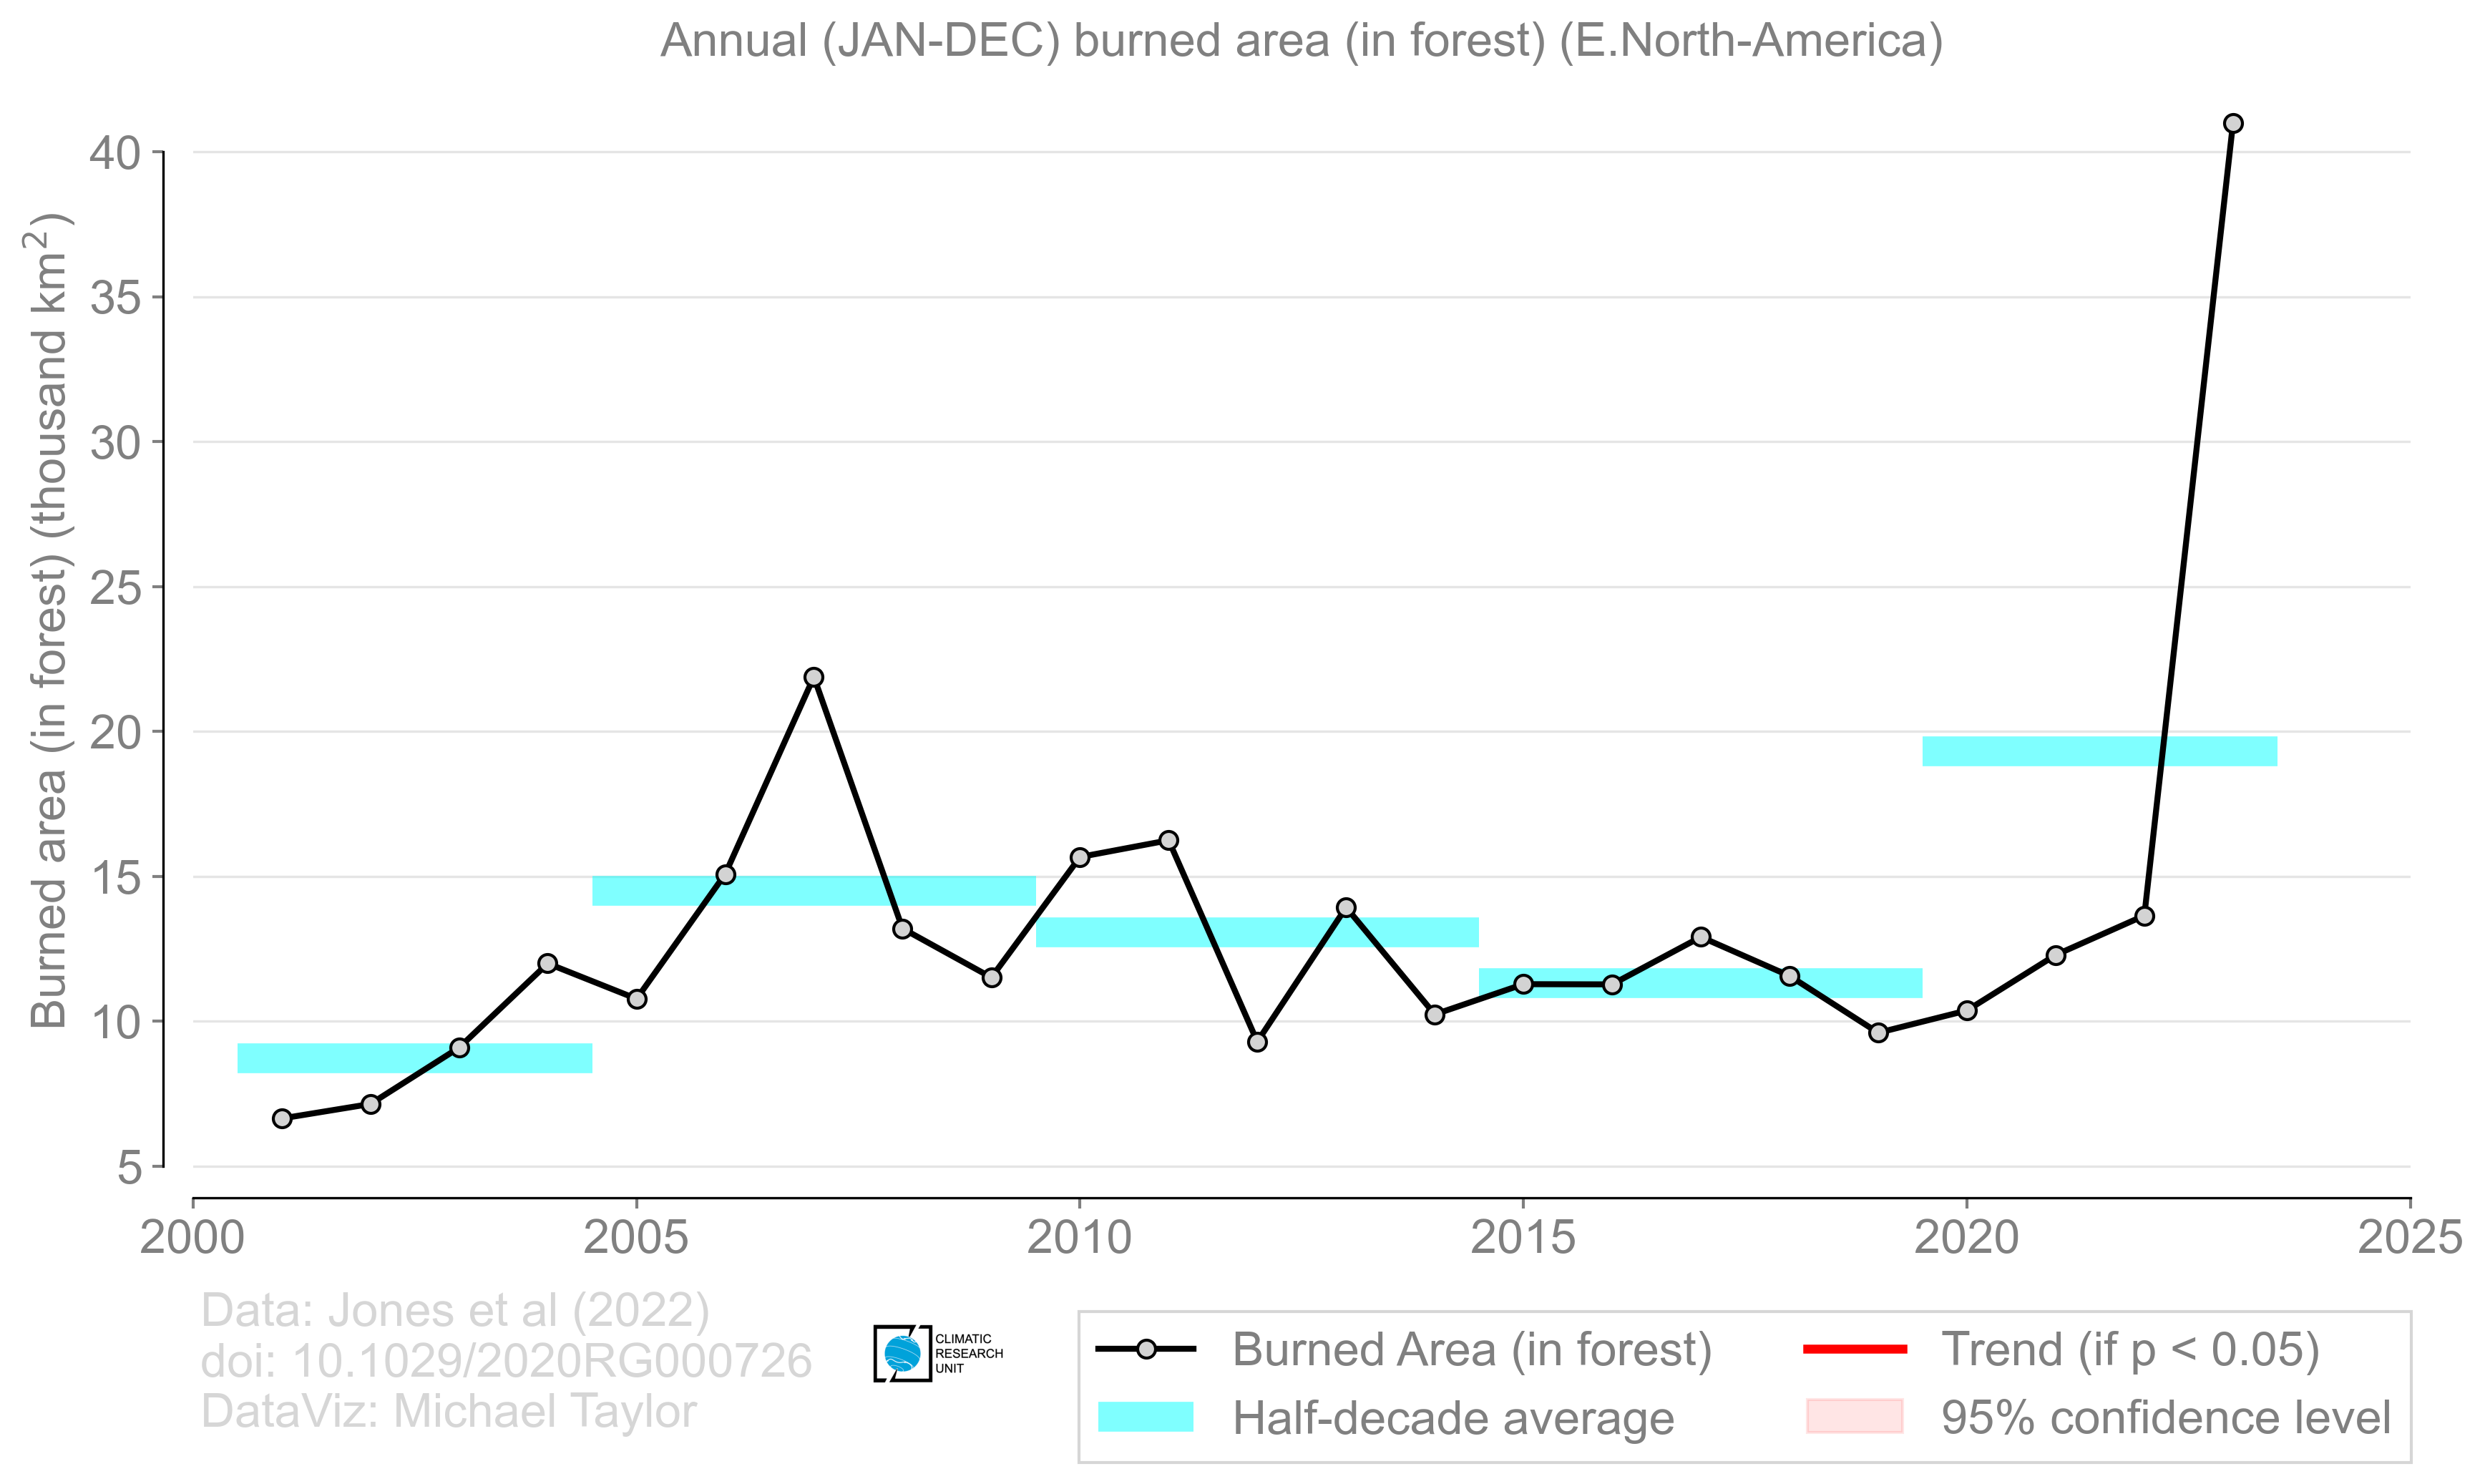 Annual (JAN-DEC) burned area (in forest) (E.North-America)
Burned area (in forest) (thousand km²)
40
35
30
25
20
15
10
5
2000 2005 2010 2015 2020 2025
Data: Jones et al (2022)
doi: 10.1029/2020RG000726
DataViz: Michael Taylor
CLIMATIC
RESEARCH
UNIT
Burned Area (in forest)
Half-decade average
Trend (if p < 0.05)
95% confidence level